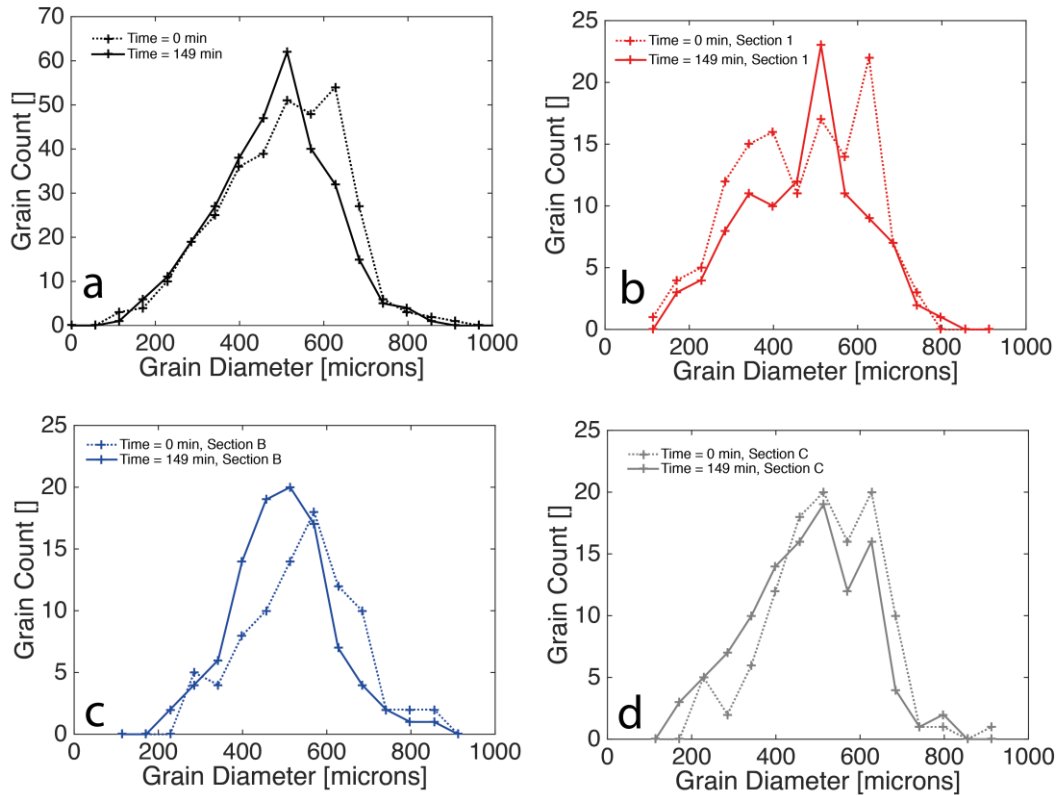 Time = 0 min
Time = 149 min
70
60
50
40
30
20
10
0
Grain Count []
a
0 200 400 600 800 1000
Grain Diameter [microns]
Time = 0 min, Section 1
Time = 149 min, Section 1
25
20
15
10
5
0
Grain Count []
b
0 200 400 600 800 1000
Grain Diameter [microns]
Time = 0 min, Section B
Time = 149 min, Section B
25
20
15
10
5
0
Grain Count []
c
0 200 400 600 800 1000
Grain Diameter [microns]
Time = 0 min, Section C
Time = 149 min, Section C
25
20
15
10
5
0
Grain Count []
d
0 200 400 600 800 1000
Grain Diameter [microns]